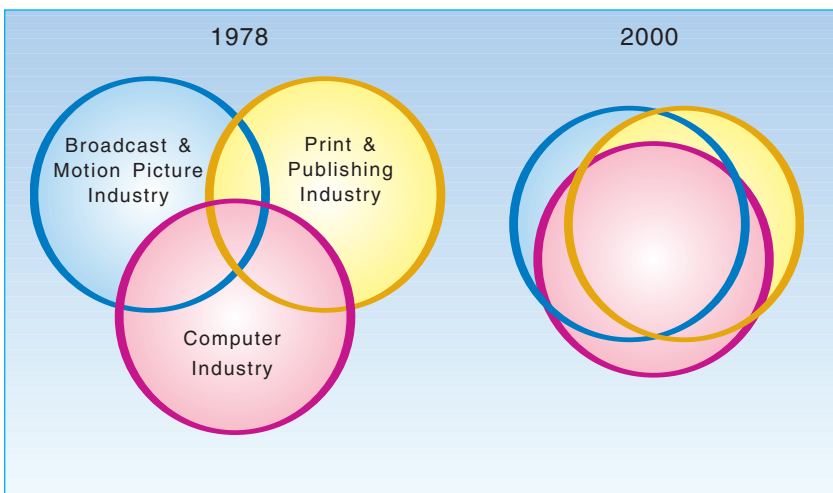 1978
2000
Broadcast &
Motion Picture
Industry
Print &
Publishing
Industry
Computer
Industry